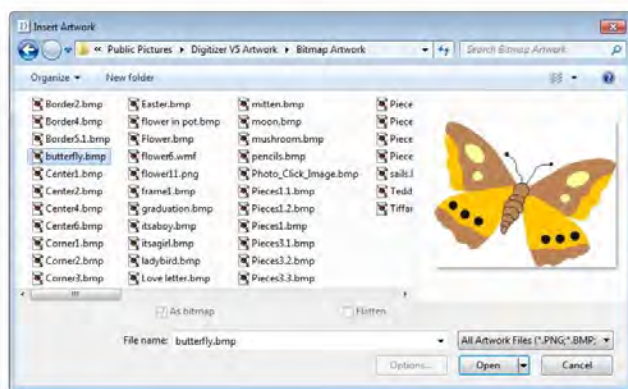 Insert Artwork
« Public Pictures ▸ Digitizer V5 Artwork ▸ Bitmap Artwork
Search Bitmap Artwork
Organize
New folder
Border2.bmp
Border4.bmp
Border5.1.bmp
butterfly.bmp
Center1.bmp
Center2.bmp
Center4.bmp
Center6.bmp
Corner1.bmp
Corner2.bmp
Corner3.bmp
Easter.bmp
flower in pot.bmp
Flower.bmp
flower6.wmf
flower11.png
frame1.bmp
graduation.bmp
itsaboy.bmp
itsagirl.bmp
ladybird.bmp
Love letter.bmp
mitten.bmp
moon.bmp
mushroom.bmp
pencils.bmp
Photo_Click_Image.bmp
Pieces1.1.bmp
Pieces1.2.bmp
Pieces1.bmp
Pieces3.1.bmp
Pieces3.2.bmp
Pieces3.3.bmp
Piece
Piece
Piece
Piece
Piece
sails.l
Tedd
Tiffar
As bitmap
Flatten
File name: butterfly.bmp
All Artwork Files (*.PNG;*.BMP;
Options...
Open
Cancel